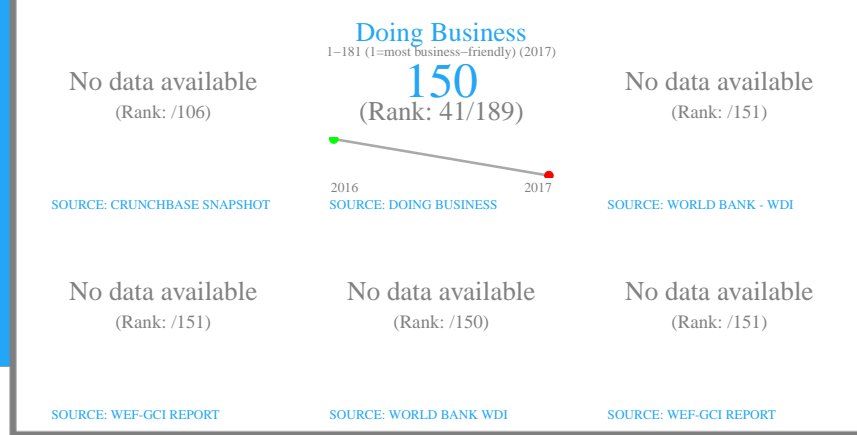 Doing Business
1−181 (1=most business−friendly) (2017)
No data available
150
No data available
(Rank: /106)
(Rank: 41/189)
(Rank: /151)
2016
2017
SOURCE: CRUNCHBASE SNAPSHOT
SOURCE: DOING BUSINESS
SOURCE: WORLD BANK - WDI
No data available
No data available
No data available
(Rank: /151)
(Rank: /150)
(Rank: /151)
SOURCE: WEF-GCI REPORT
SOURCE: WORLD BANK WDI
SOURCE: WEF-GCI REPORT